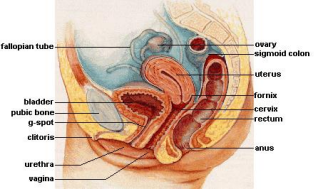 fallopian tube
bladder
pubic bone
g-spot
clitoris
urethra
vagina
ovary
sigmoid colon
uterus
fornix
cervix
rectum
anus